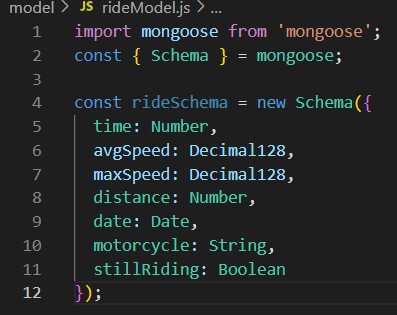 model > JS rideModel.js > ...
1 import mongoose from 'mongoose';
2 const { Schema } = mongoose;
3
4 const rideSchema = new Schema({
5 time: Number,
6 avgSpeed: Decimal128,
7 maxSpeed: Decimal128,
8 distance: Number,
9 date: Date,
10 motorcycle: String,
11 stillRiding: Boolean
12 });